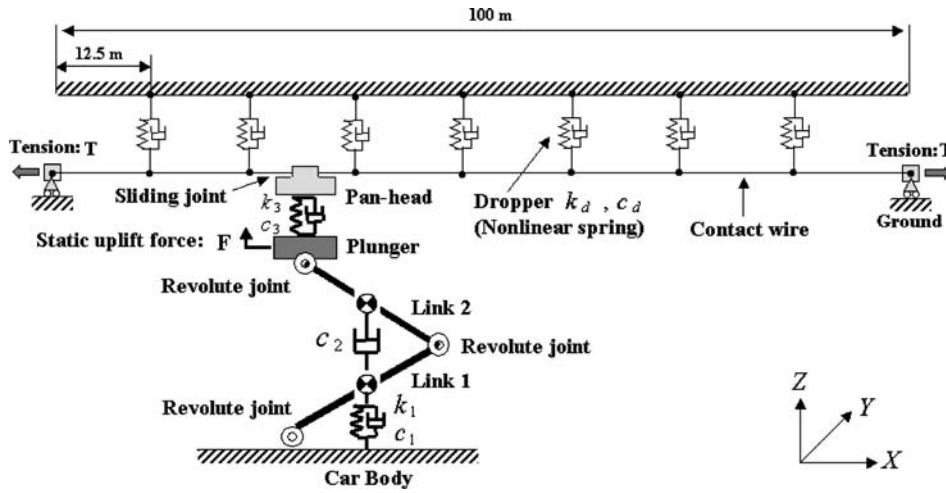 100 m
12.5 m
Tension: T
Tension: T
Sliding joint
k3
c3
Pan-head
Dropper kd , cd
(Nonlinear spring)
Contact wire
Ground
Static uplift force: F
Plunger
Revolute joint
Link 2
c2
Revolute joint
Link 1
Revolute joint
k1
c1
Car Body
Z
Y
X